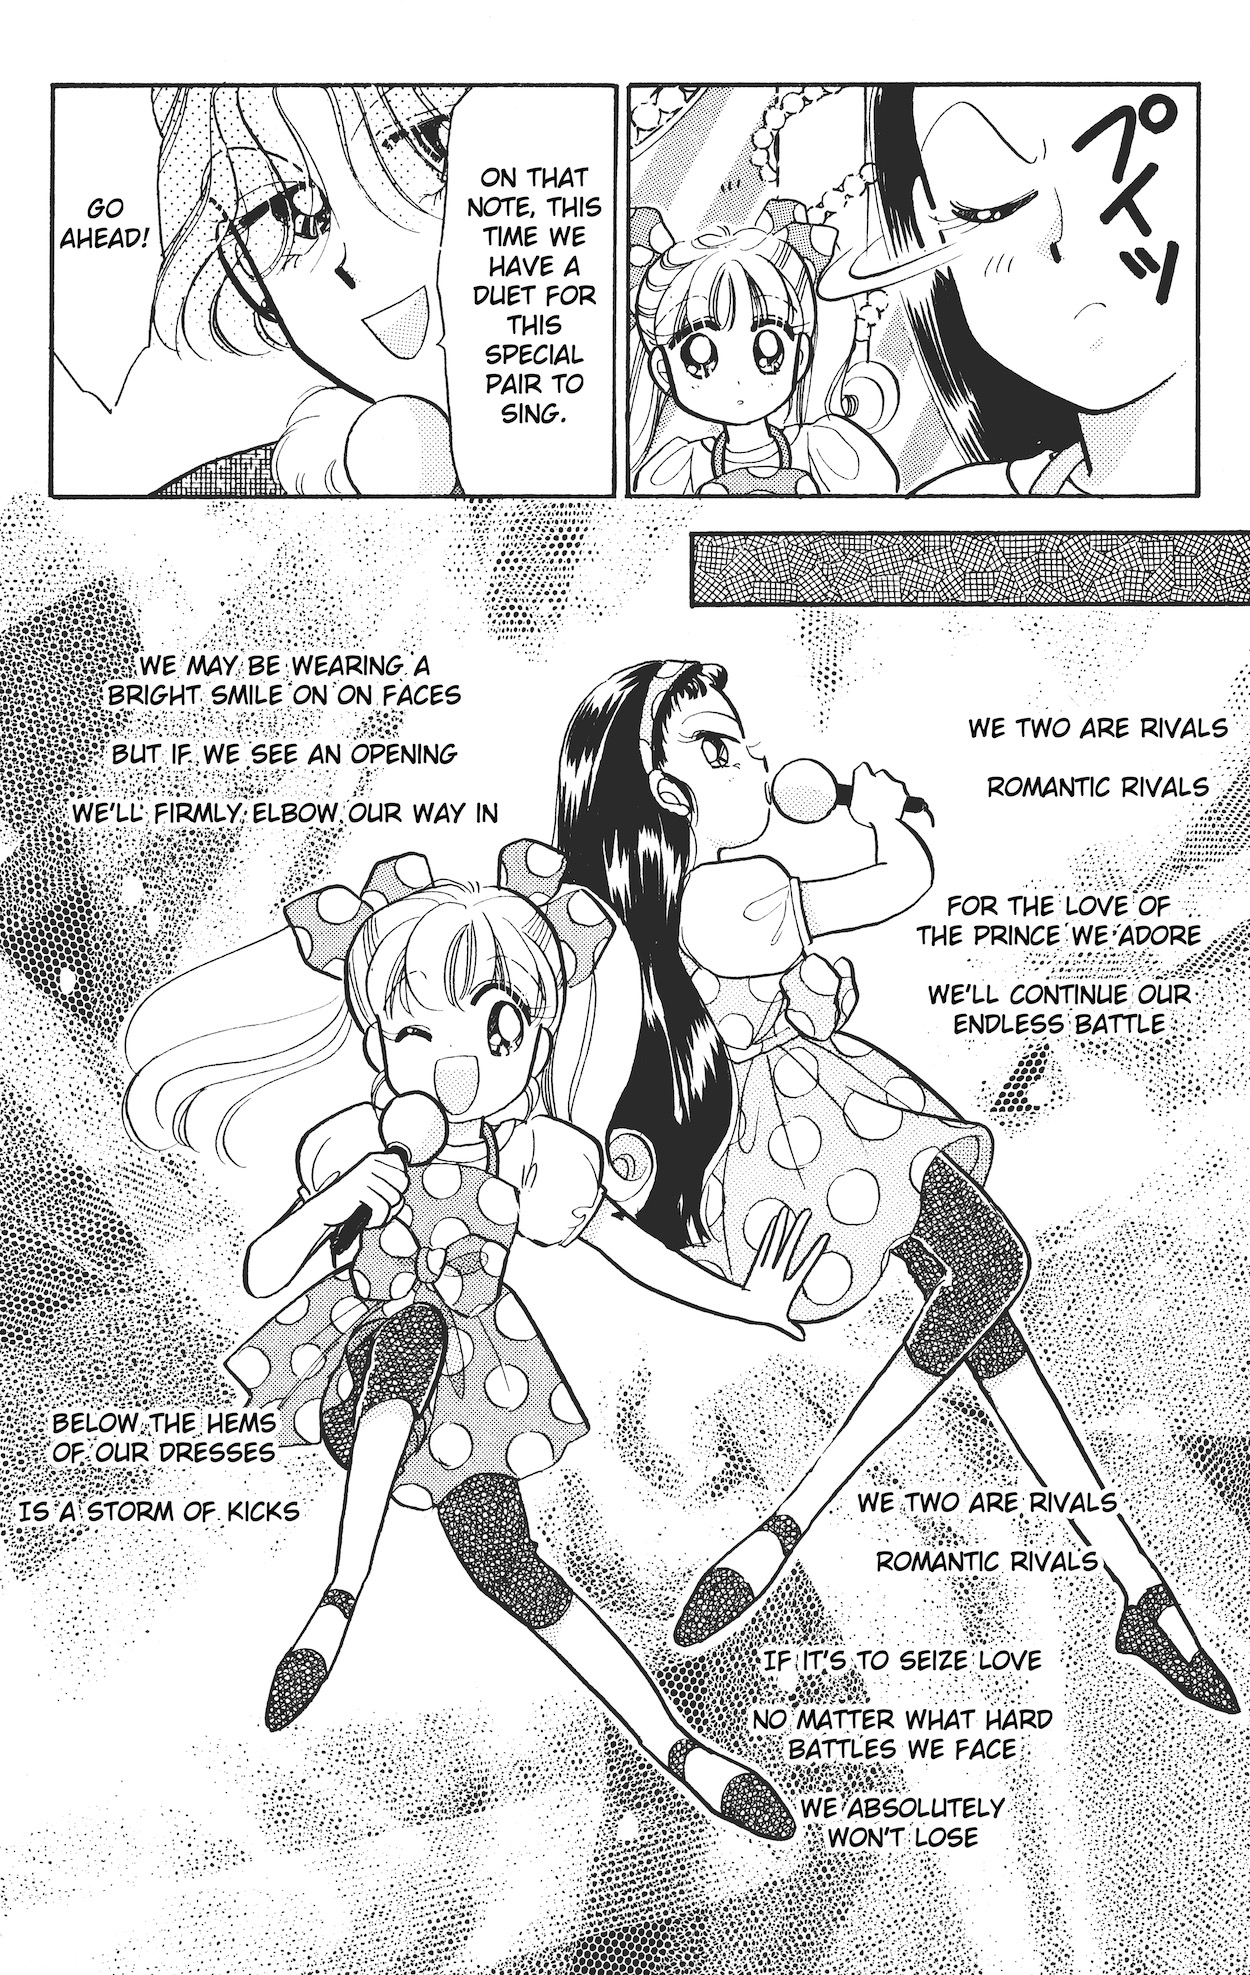 プイッ
ON THAT
NOTE, THIS
TIME WE
HAVE A
DUET FOR
THIS
SPECIAL
PAIR TO
SING.
GO
AHEAD!
WE TWO ARE RIVALS
ROMANTIC RIVALS
FOR THE LOVE OF
THE PRINCE WE ADORE
WE'LL CONTINUE OUR
ENDLESS BATTLE
WE MAY BE WEARING A
BRIGHT SMILE ON ON FACES
BUT IF WE SEE AN OPENING
WE'LL FIRMLY ELBOW OUR WAY IN
BELOW THE HEMS
OF OUR DRESSES
IS A STORM OF KICKS
WE TWO ARE RIVALS
ROMANTIC RIVALS
IF IT'S TO SEIZE LOVE
NO MATTER WHAT HARD
BATTLES WE FACE
WE ABSOLUTELY
WON'T LOSE